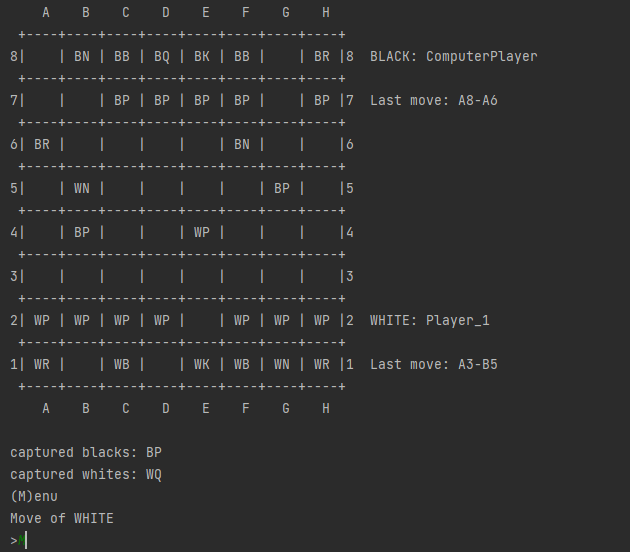 A    B    C    D    E    F    G    H
 +----+----+----+----+----+----+----+----+
8|    | BN | BB | BQ | BK | BB |    | BR |8  BLACK: ComputerPlayer
 +----+----+----+----+----+----+----+----+
7|    |    | BP | BP | BP | BP |    | BP |7  Last move: A8-A6
 +----+----+----+----+----+----+----+----+
6| BR |    |    |    |    | BN |    |    |6
 +----+----+----+----+----+----+----+----+
5|    | WN |    |    |    |    | BP |    |5
 +----+----+----+----+----+----+----+----+
4|    | BP |    |    | WP |    |    |    |4
 +----+----+----+----+----+----+----+----+
3|    |    |    |    |    |    |    |    |3
 +----+----+----+----+----+----+----+----+
2| WP | WP | WP | WP |    | WP | WP | WP |2  WHITE: Player_1
 +----+----+----+----+----+----+----+----+
1| WR |    | WB |    | WK | WB | WN | WR |1  Last move: A3-B5
 +----+----+----+----+----+----+----+----+
    A    B    C    D    E    F    G    H
captured blacks: BP
captured whites: WQ
(M)enu
Move of WHITE
>M